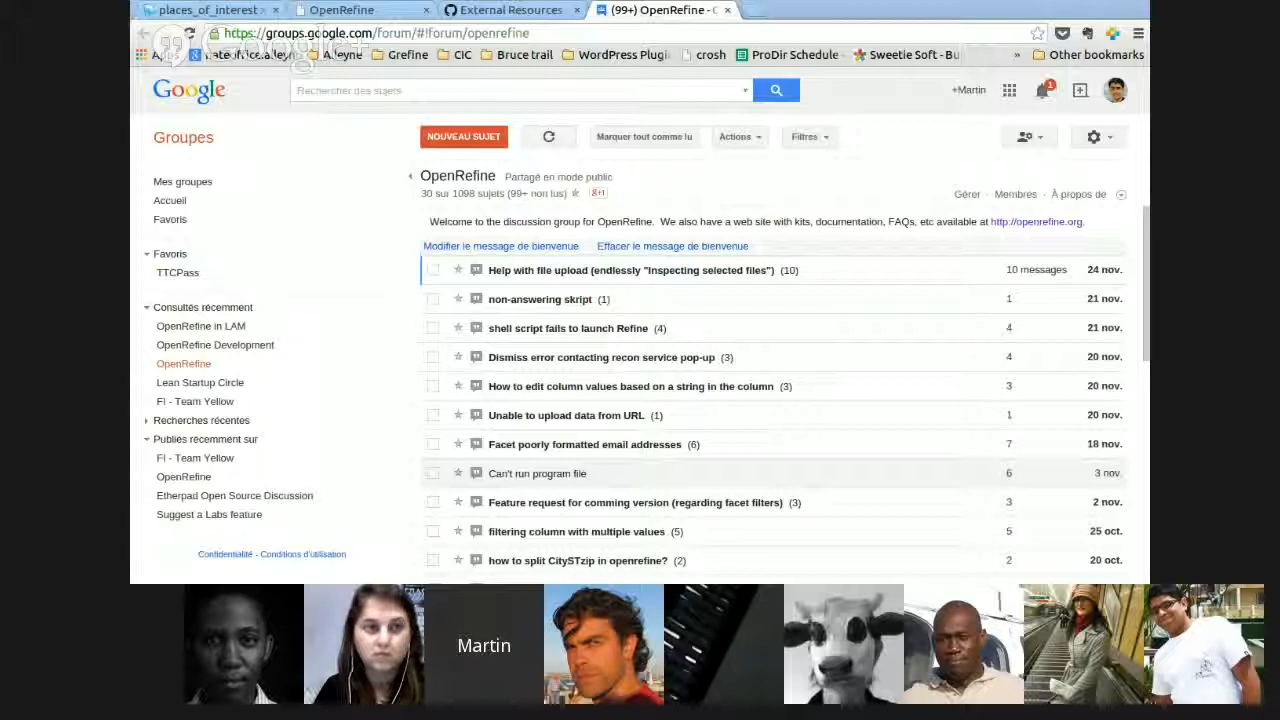 places_of_interest
OpenRefine
External Resources
(99+) OpenRefine -
https://groups.google.com/forum/#!forum/openrefine
Google+
Aleyne
Grefine
CIC
Bruce trail
WordPress Plugi
crosh
ProDir Schedule
Sweetie Soft - Bu
»
Other bookmarks
Google
Rechercher des sujets
+Martin
1
Groupes
NOUVEAU SUJET
Marquer tout comme lu
Actions
Filtres
Mes groupes
Accueil
Favoris
Favoris
TTCPass
Consultés récemment
OpenRefine in LAM
OpenRefine Development
OpenRefine
Lean Startup Circle
FI - Team Yellow
Recherches récentes
Publiés récemment sur
FI - Team Yellow
OpenRefine
Etherpad Open Source Discussion
Suggest a Labs feature
Confidentialité - Conditions d'utilisation
OpenRefine Partagé en mode public
30 sur 1098 sujets (99+ non lus) g+1
Gérer · Membres · À propos de
Welcome to the discussion group for OpenRefine. We also have a web site with kits, documentation, FAQs, etc available at http://openrefine.org.
Modifier le message de bienvenue Effacer le message de bienvenue
Help with file upload (endlessly "Inspecting selected files") (10) 10 messages 24 nov.
non-answering skript (1) 1 21 nov.
shell script fails to launch Refine (4) 4 21 nov.
Dismiss error contacting recon service pop-up (3) 4 20 nov.
How to edit column values based on a string in the column (3) 3 20 nov.
Unable to upload data from URL (1) 1 20 nov.
Facet poorly formatted email addresses (6) 7 18 nov.
Can't run program file 6 3 nov.
Feature request for comming version (regarding facet filters) (3) 3 2 nov.
filtering column with multiple values (5) 5 25 oct.
how to split CitySTzip in openrefine? (2) 2 20 oct.
Martin